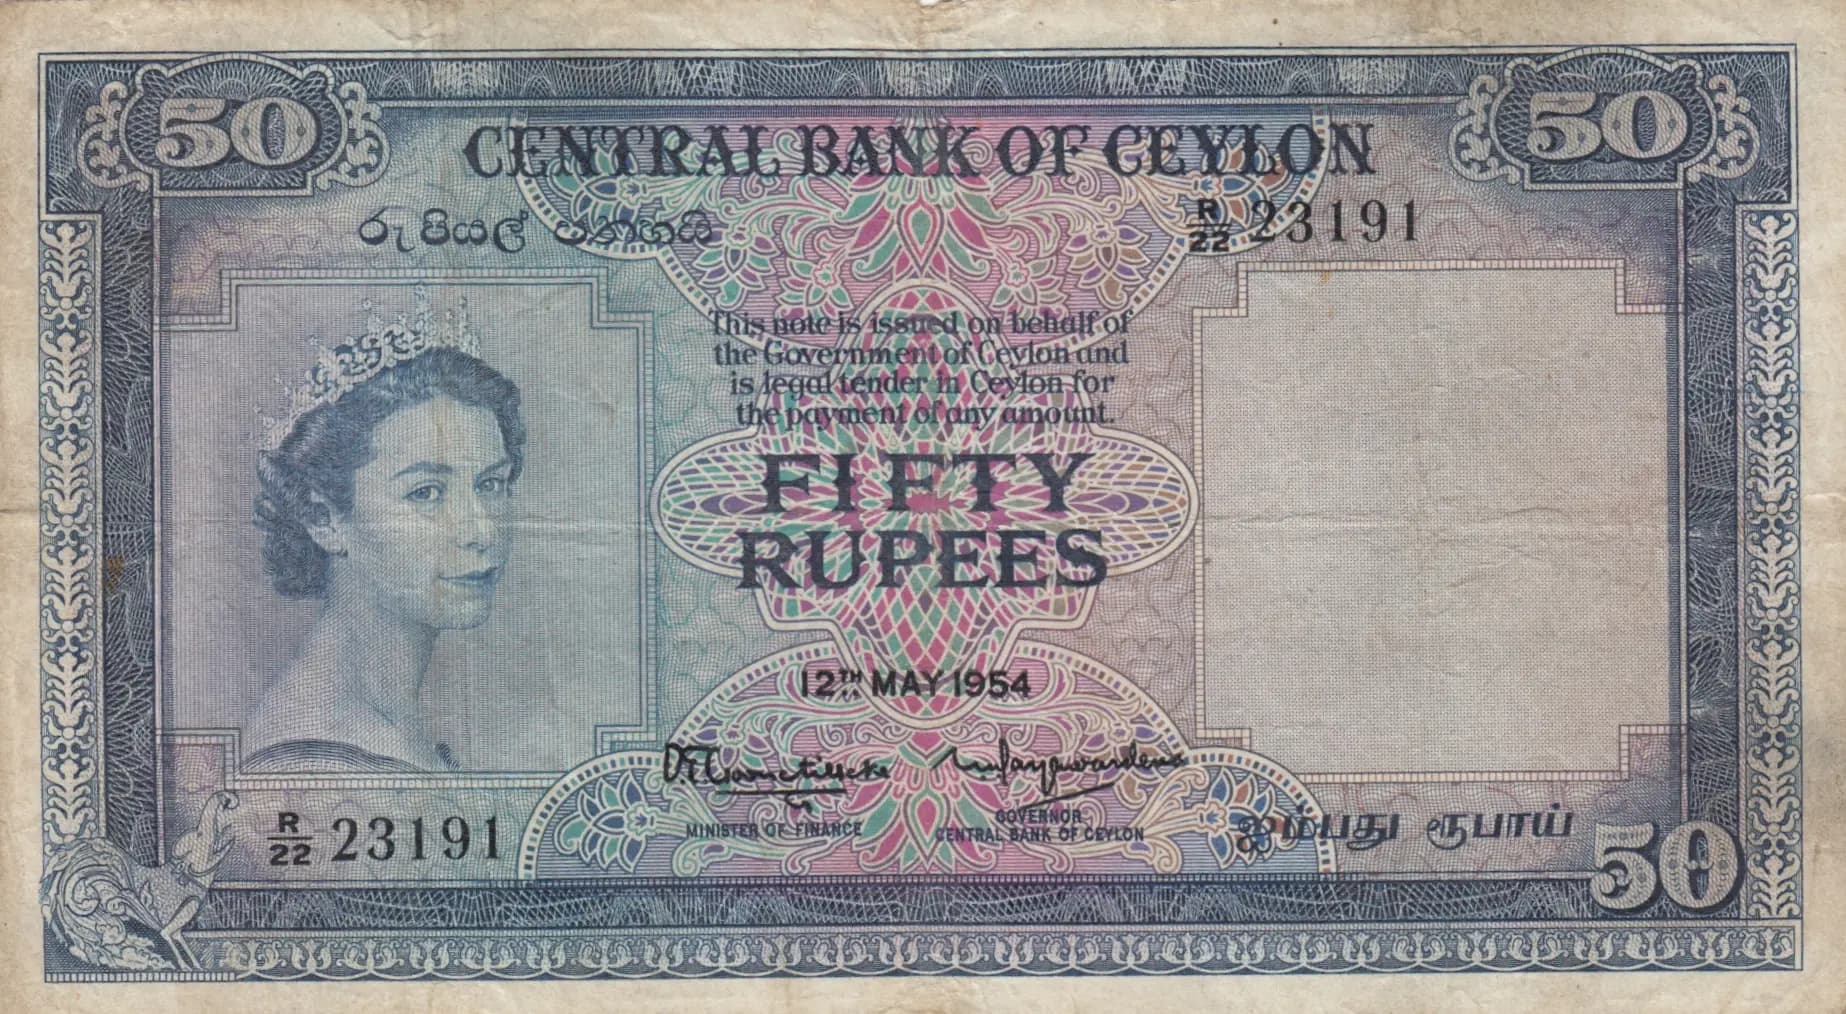 50
50
CENTRAL BANK OF CEYLON
රු පියල් පනහයි
R/22 23191
This note is issued on behalf of
the Government of Ceylon and
is legal tender in Ceylon for
the payment of any amount.
FIFTY
RUPEES
12TH MAY 1954
MINISTER OF FINANCE
GOVERNOR
CENTRAL BANK OF CEYLON
R/22 23191
ஐம்பது ரூபாய்
50